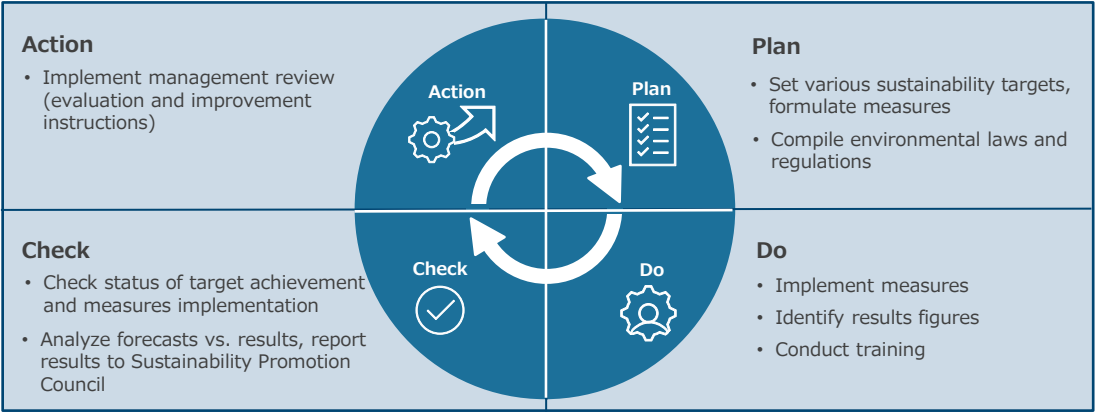 Action
• Implement management review
(evaluation and improvement
instructions)
Action
Plan
Plan
• Set various sustainability targets,
formulate measures
• Compile environmental laws and
regulations
Check
• Check status of target achievement
and measures implementation
• Analyze forecasts vs. results, report
results to Sustainability Promotion
Council
Check
Do
Do
• Implement measures
• Identify results figures
• Conduct training